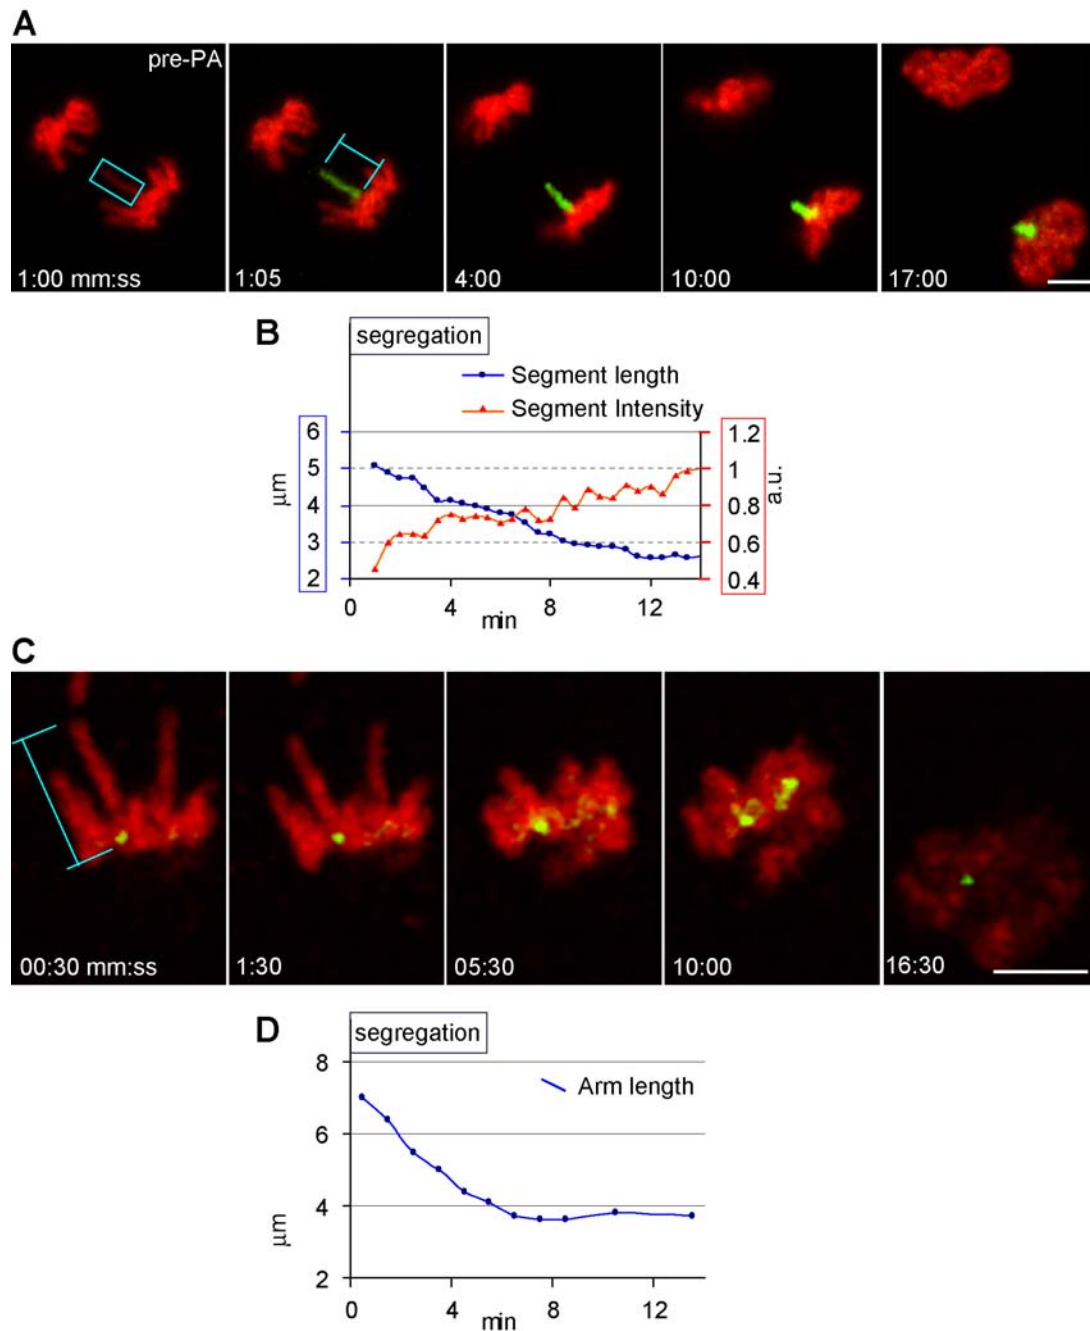 A
pre-PA
1:00 mm:ss
1:05
4:00
10:00
17:00
B
segregation
Segment length
Segment Intensity
6
5
4
3
2
μm
1.2
1
0.8
0.6
0.4
a.u.
0
4
8
12
min
C
00:30 mm:ss
1:30
05:30
10:00
16:30
D
segregation
Arm length
8
6
4
2
μm
0
4
8
12
min